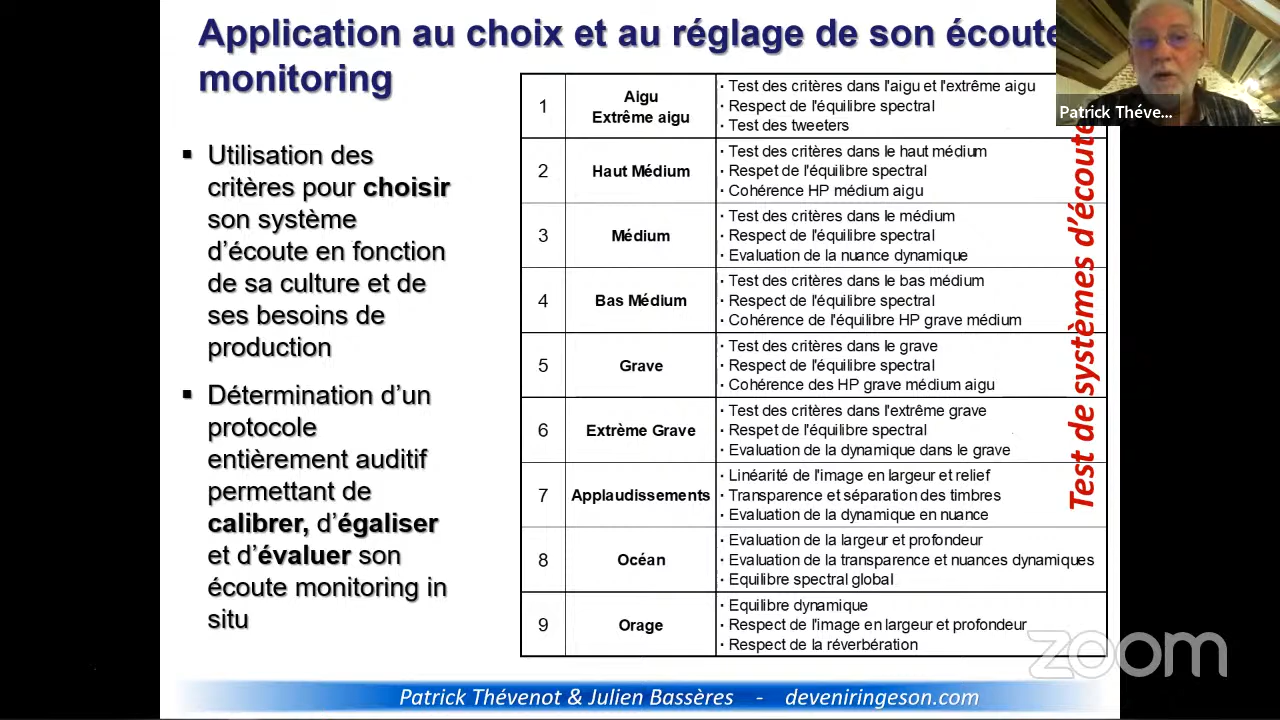 Application au choix et au réglage de son écoute
monitoring
Utilisation des
critères pour choisir
son système
d'écoute en fonction
de sa culture et de
ses besoins de
production
Détermination d'un
protocole
entièrement auditif
permettant de
calibrer, d'égaliser
et d'évaluer son
écoute monitoring in
situ
1
Aigu
Extrême aigu
· Test des critères dans l'aigu et l'extrême aigu
· Respect de l'équilibre spectral
· Test des tweeters
2
Haut Médium
· Test des critères dans le haut médium
· Respet de l'équilibre spectral
· Cohérence HP médium aigu
3
Médium
· Test des critères dans le médium
· Respect de l'équilibre spectral
· Evaluation de la nuance dynamique
4
Bas Médium
· Test des critères dans le bas médium
· Respect de l'équilibre spectral
· Cohérence de l'équilibre HP grave médium
5
Grave
· Test des critères dans le grave
· Respect de l'équilibre spectral
· Cohérence des HP grave médium aigu
6
Extrème Grave
· Test des critères dans l'extrême grave
· Respet de l'équilibre spectral
· Evaluation de la dynamique dans le grave
7
Applaudissements
· Linéarité de l'image en largeur et relief
· Transparence et séparation des timbres
· Evaluation de la dynamique en nuance
8
Océan
· Evaluation de la largeur et profondeur
· Evaluation de la transparence et nuances dynamiques
· Equilibre spectral global
9
Orage
· Equilibre dynamique
· Respect de l'image en largeur et profondeur
· Respect de la réverbération
Test de systèmes d'écoute
Patrick Théve...
zoom
Patrick Thévenot & Julien Bassères - deveniringeson.com